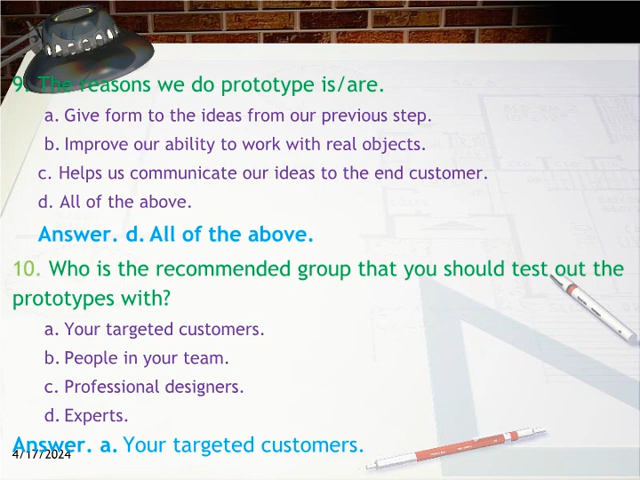 9. The reasons we do prototype is/are.
a. Give form to the ideas from our previous step.
b. Improve our ability to work with real objects.
c. Helps us communicate our ideas to the end customer.
d. All of the above.
Answer. d. All of the above.
10. Who is the recommended group that you should test out the
prototypes with?
a. Your targeted customers.
b. People in your team.
c. Professional designers.
d. Experts.
Answer. a. Your targeted customers.
4/17/2024